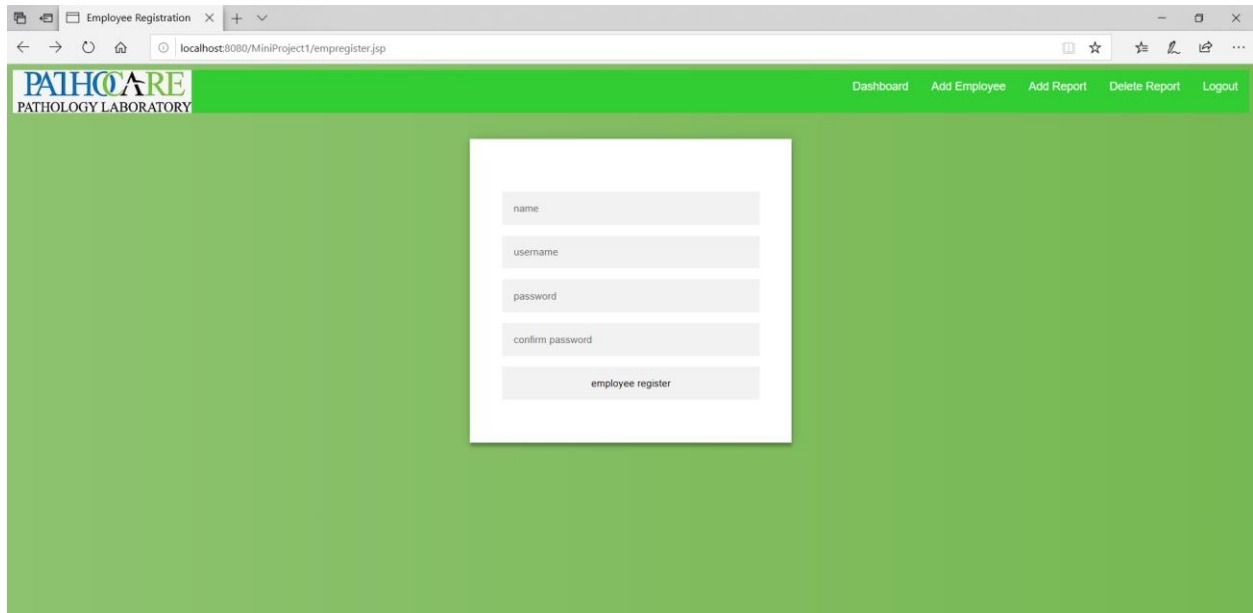 Employee Registration
localhost:8080/MiniProject1/empregister.jsp
PATHOCARE
PATHOLOGY LABORATORY
Dashboard Add Employee Add Report Delete Report Logout
name
username
password
confirm password
employee register